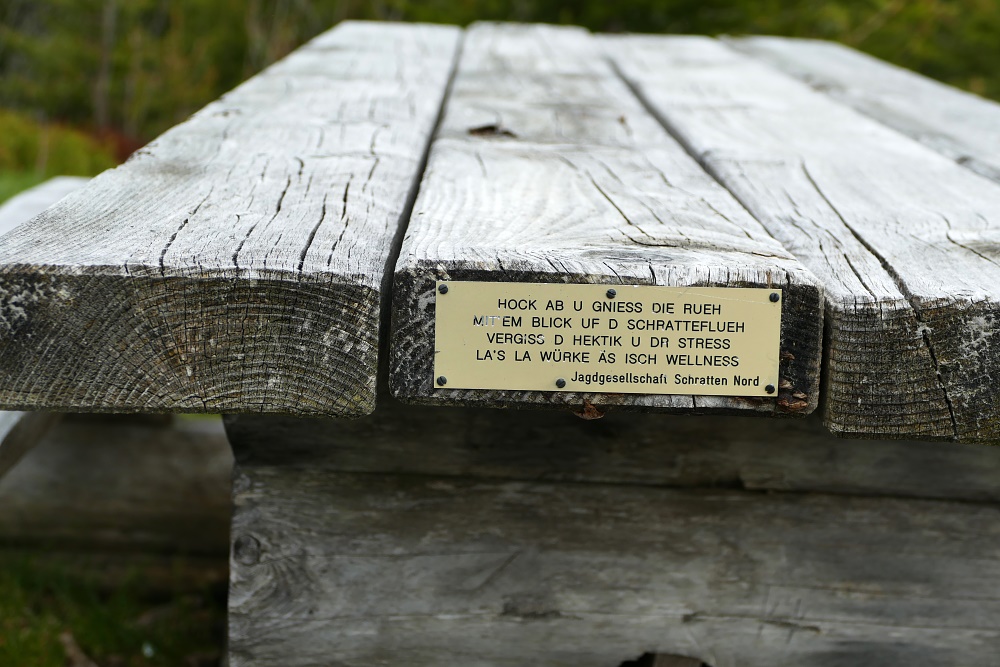 HOCK AB U GNIESS DIE RUEH
MIT EM BLICK UF D SCHRATTEFLUEH
VERGISS D HEKTIK U DR STRESS
LA'S LA WÜRKE ÄS ISCH WELLNESS
Jagdgesellschaft Schratten Nord